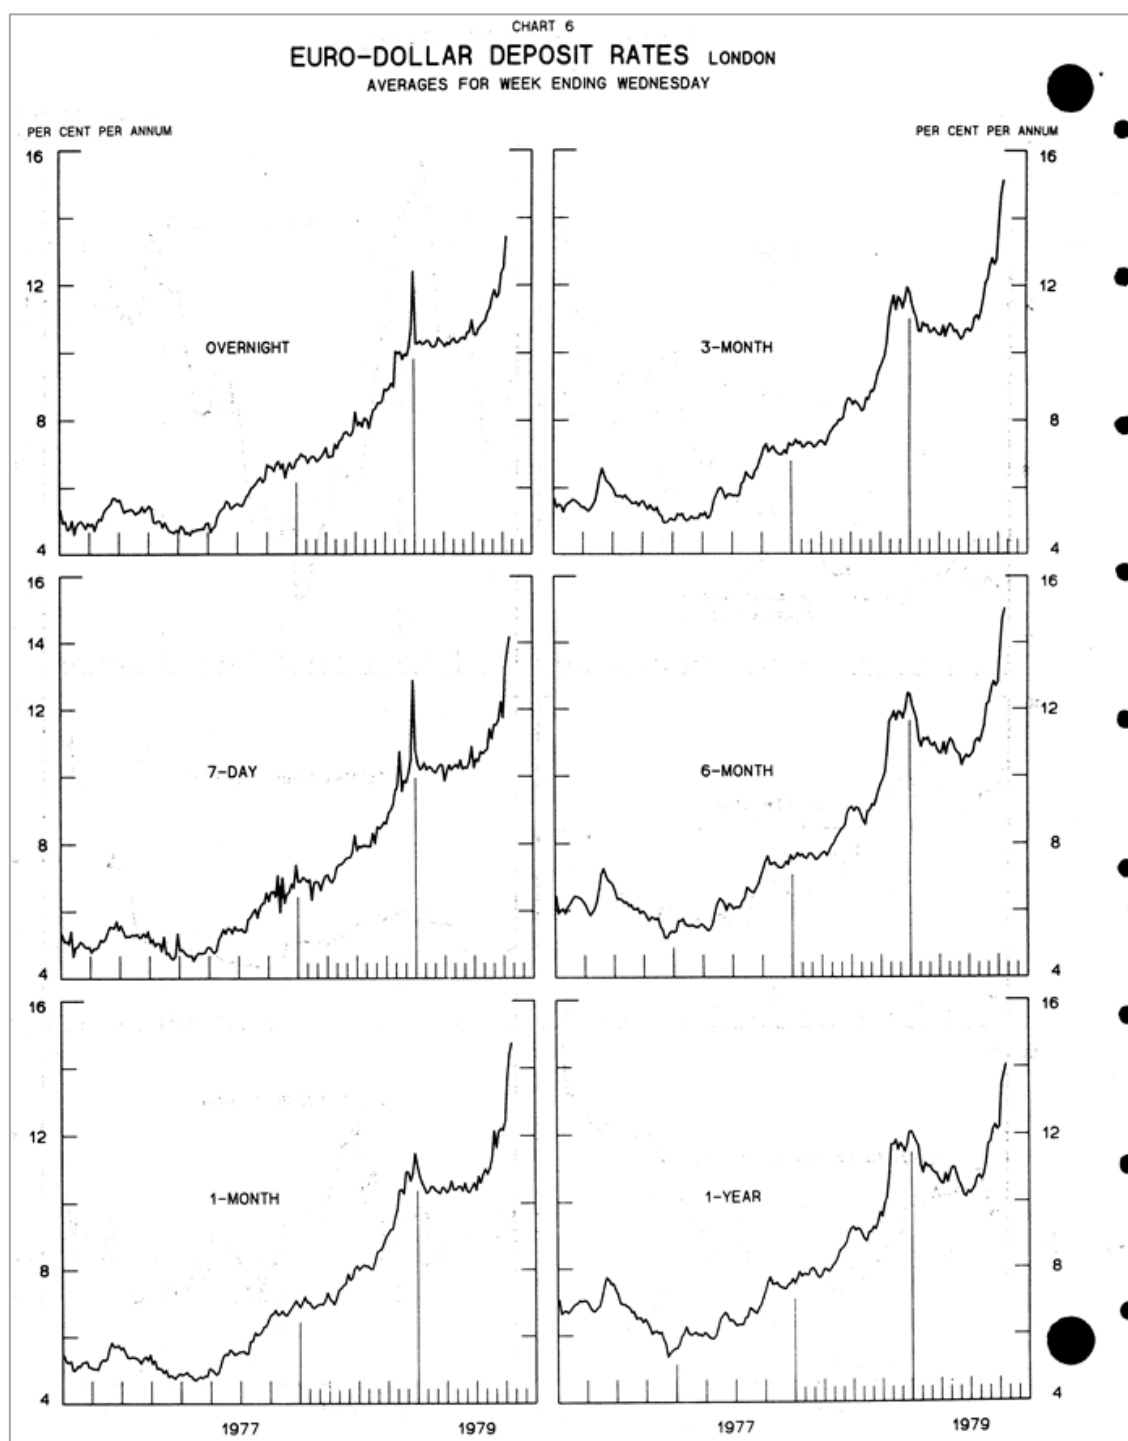 CHART 6
EURO-DOLLAR DEPOSIT RATES LONDON
AVERAGES FOR WEEK ENDING WEDNESDAY
PER CENT PER ANNUM
PER CENT PER ANNUM
16
12
8
4
OVERNIGHT
3-MONTH
16
12
8
4
16
14
12
8
4
7-DAY
6-MONTH
16
12
8
4
16
12
8
4
1-MONTH
1-YEAR
16
12
8
4
1977
1979
1977
1979